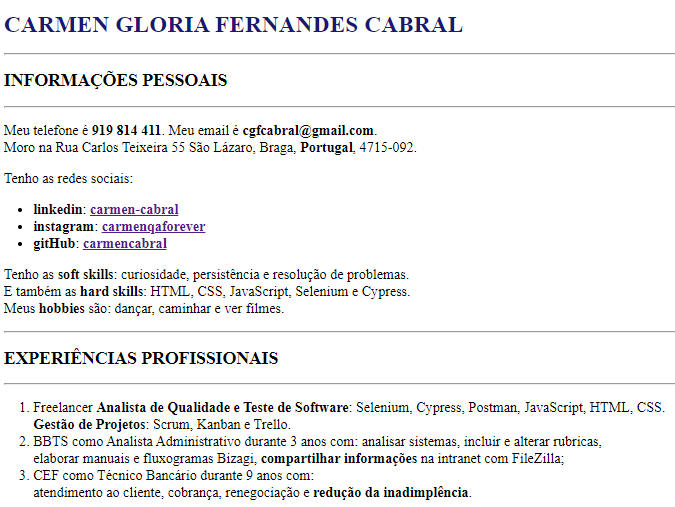 CARMEN GLORIA FERNANDES CABRAL
INFORMAÇÕES PESSOAIS
Meu telefone é 919 814 411. Meu email é cgfcabral@gmail.com.
Moro na Rua Carlos Teixeira 55 São Lázaro, Braga, Portugal, 4715-092.
Tenho as redes sociais:
• linkedin: carmen-cabral
• instagram: carmenqaforever
• gitHub: carmencabral
Tenho as soft skills: curiosidade, persistência e resolução de problemas.
E também as hard skills: HTML, CSS, JavaScript, Selenium e Cypress.
Meus hobbies são: dançar, caminhar e ver filmes.
EXPERIÊNCIAS PROFISSIONAIS
1. Freelancer Analista de Qualidade e Teste de Software: Selenium, Cypress, Postman, JavaScript, HTML, CSS.
Gestão de Projetos: Scrum, Kanban e Trello.
2. BBTS como Analista Administrativo durante 3 anos com: analisar sistemas, incluir e alterar rubricas,
elaborar manuais e fluxogramas Bizagi, compartilhar informações na intranet com FileZilla;
3. CEF como Técnico Bancário durante 9 anos com:
atendimento ao cliente, cobrança, renegociação e redução da inadimplência.